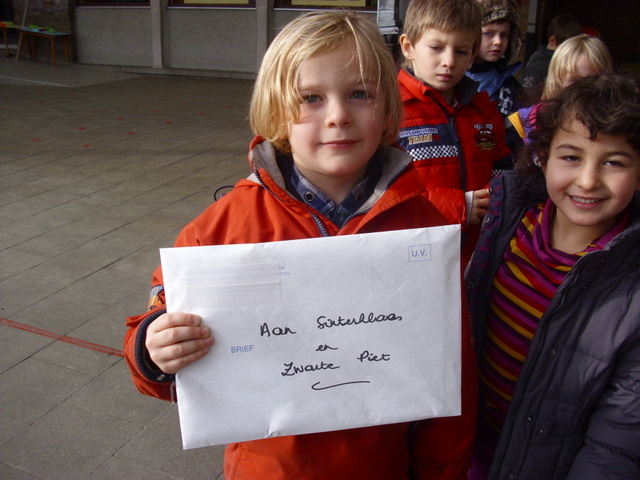 U.V.
Aan Sinterklaas
BRIEF
en
Zwarte Piet